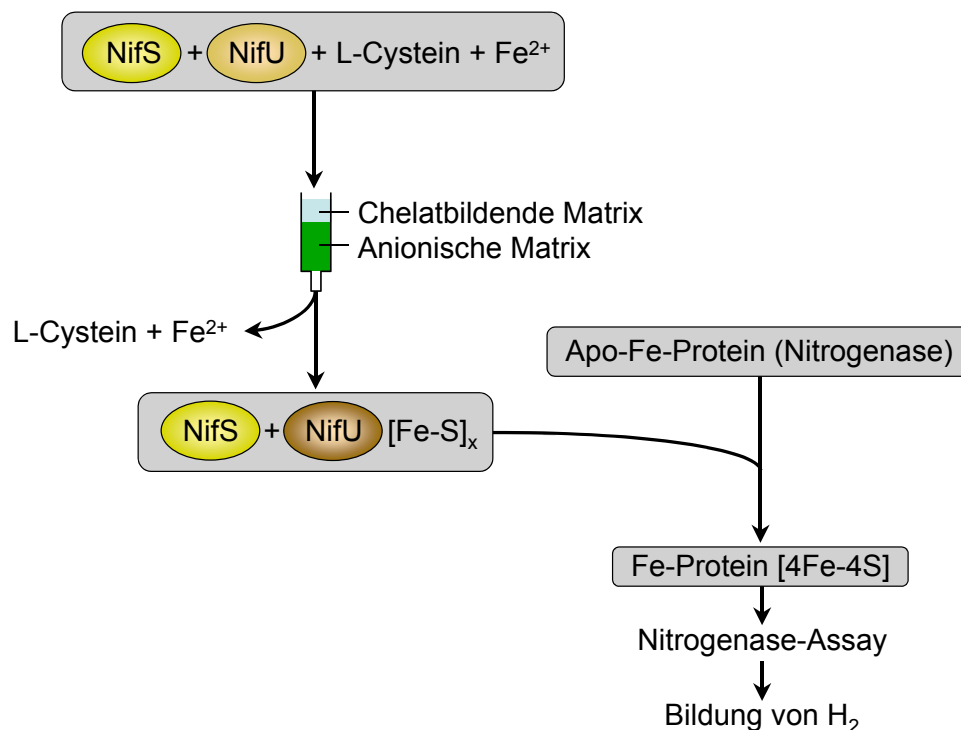 NifS + NifU + L-Cystein + Fe²⁺
Chelatbildende Matrix
Anionische Matrix
L-Cystein + Fe²⁺
Apo-Fe-Protein (Nitrogenase)
NifS + NifU [Fe-S]ₓ
Fe-Protein [4Fe-4S]
Nitrogenase-Assay
Bildung von H₂